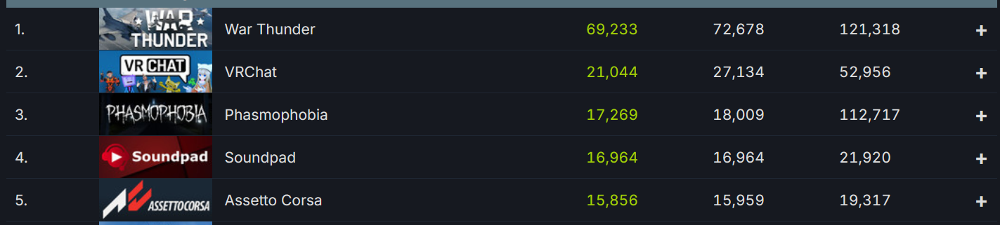 1. WAR THUNDER War Thunder 69,233 72,678 121,318 +
2. VRCHAT VRChat 21,044 27,134 52,956 +
3. PHASMOPHOBIA Phasmophobia 17,269 18,009 112,717 +
4. Soundpad Soundpad 16,964 16,964 21,920 +
5. ASSETTOCORSA Assetto Corsa 15,856 15,959 19,317 +